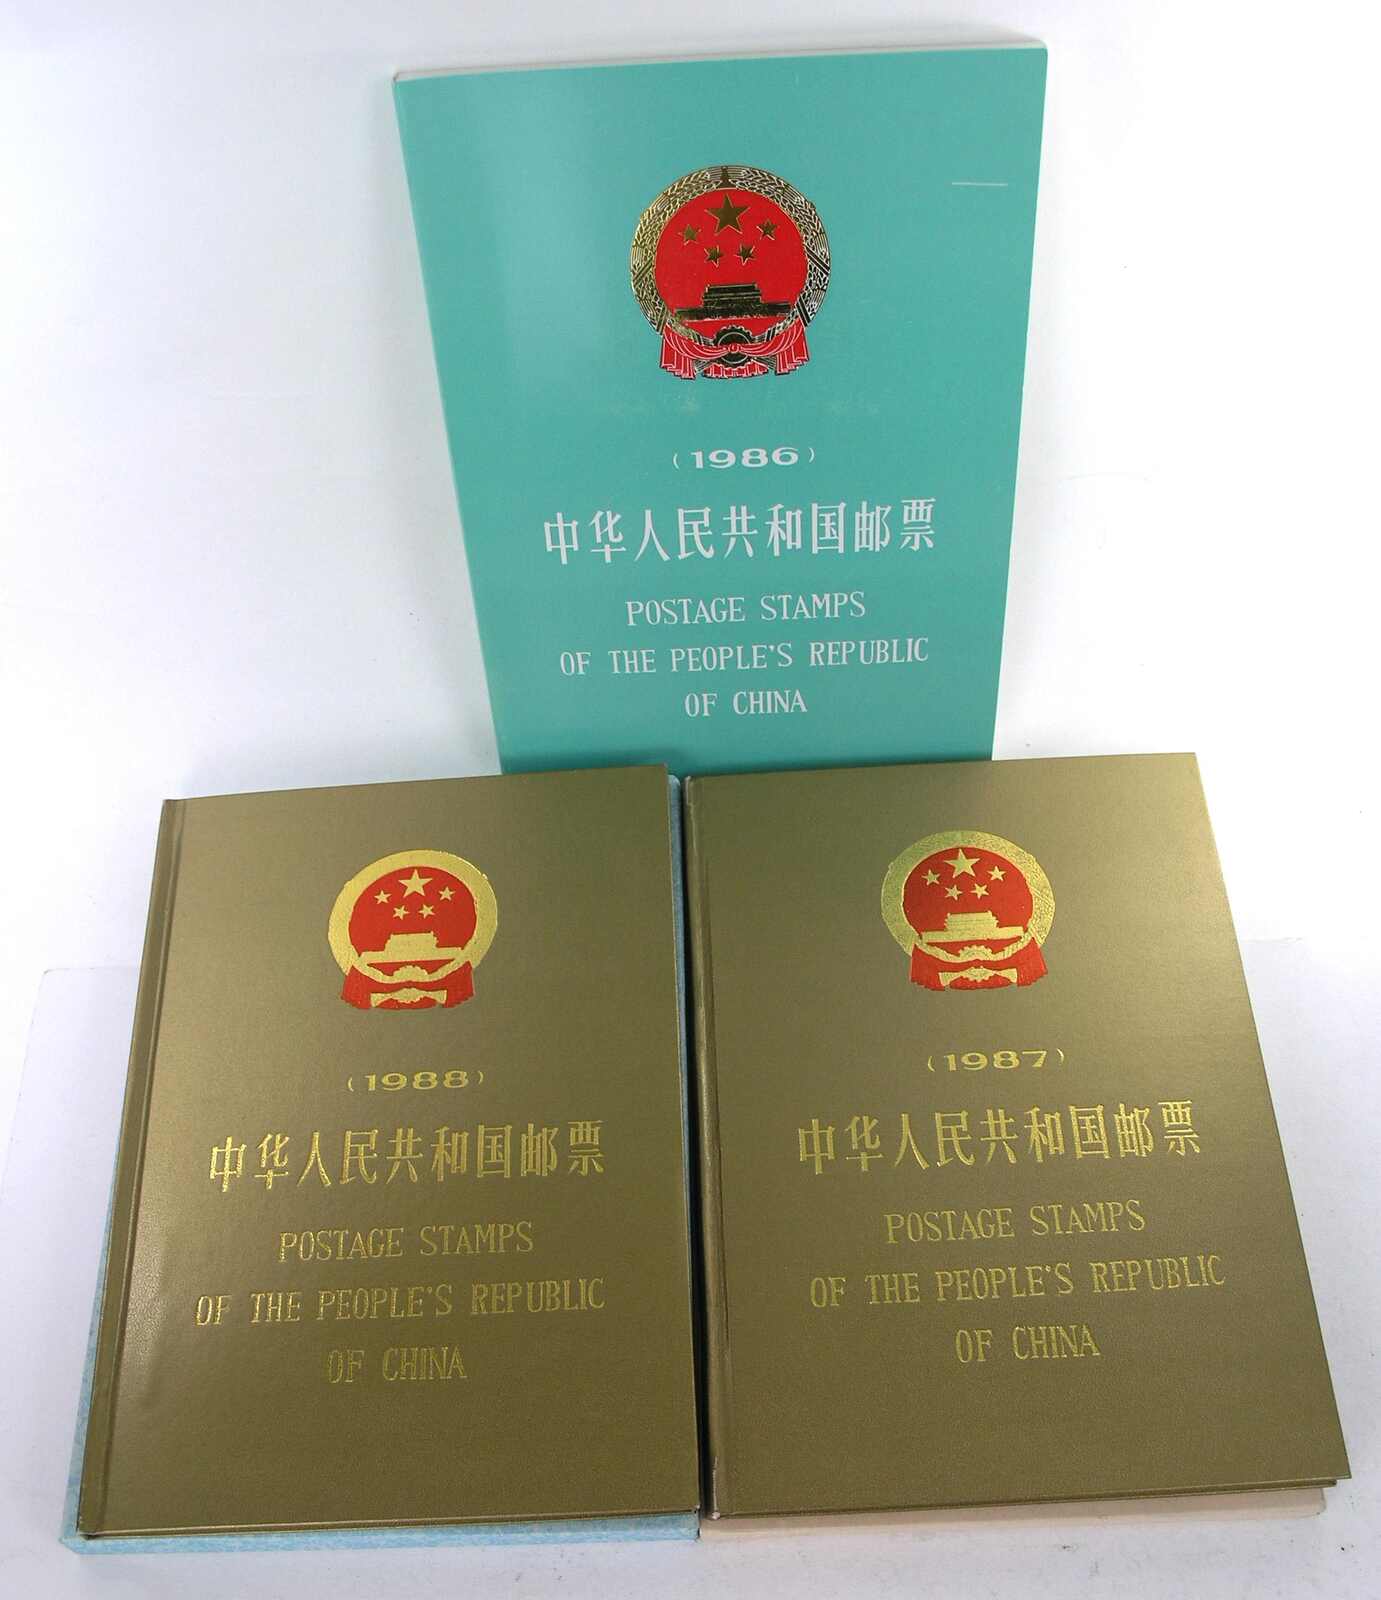 (1986)
中华人民共和国邮票
POSTAGE STAMPS
OF THE PEOPLE'S REPUBLIC
OF CHINA
(1988)
中华人民共和国邮票
POSTAGE STAMPS
OF THE PEOPLE'S REPUBLIC
OF CHINA
(1987)
中华人民共和国邮票
POSTAGE STAMPS
OF THE PEOPLE'S REPUBLIC
OF CHINA